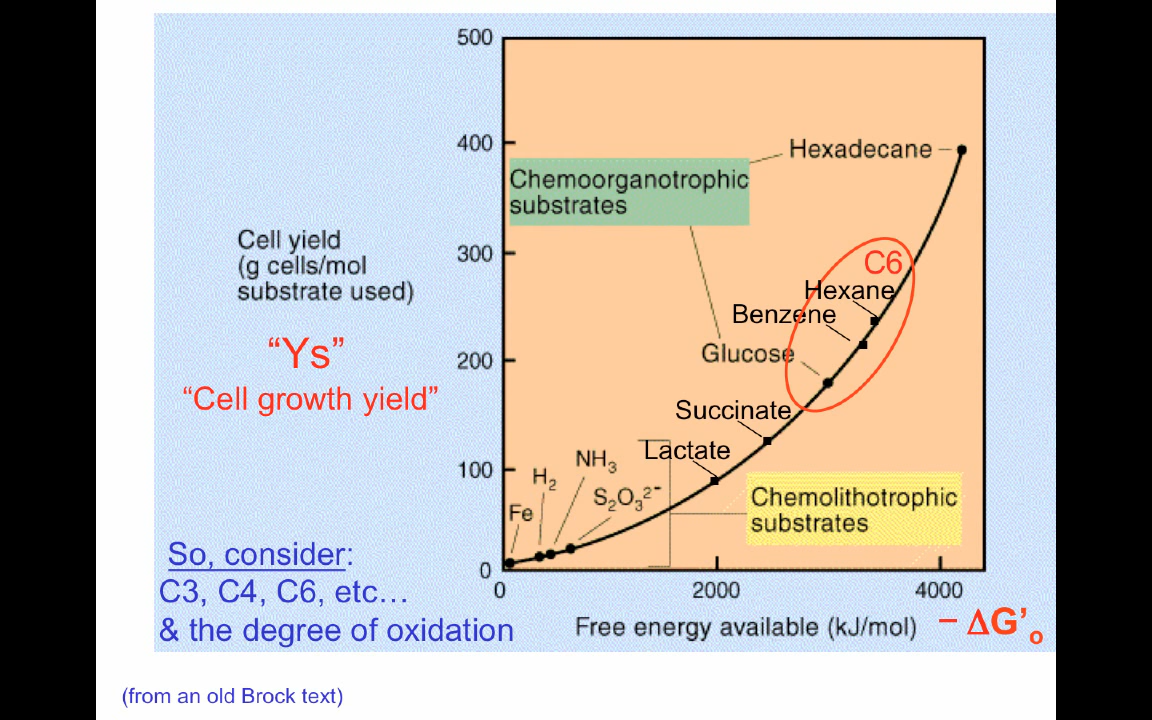 500
400
300
200
100
0
0
2000
4000
Cell yield
(g cells/mol
substrate used)
“Ys”
“Cell growth yield”
Chemoorganotrophic
substrates
Hexadecane
C6
Hexane
Benzene
Glucose
Succinate
Lactate
NH3
H2
S2O3²⁻
Fe
Chemolithotrophic
substrates
So, consider:
C3, C4, C6, etc…
& the degree of oxidation
Free energy available (kJ/mol)
− ΔG’o
(from an old Brock text)